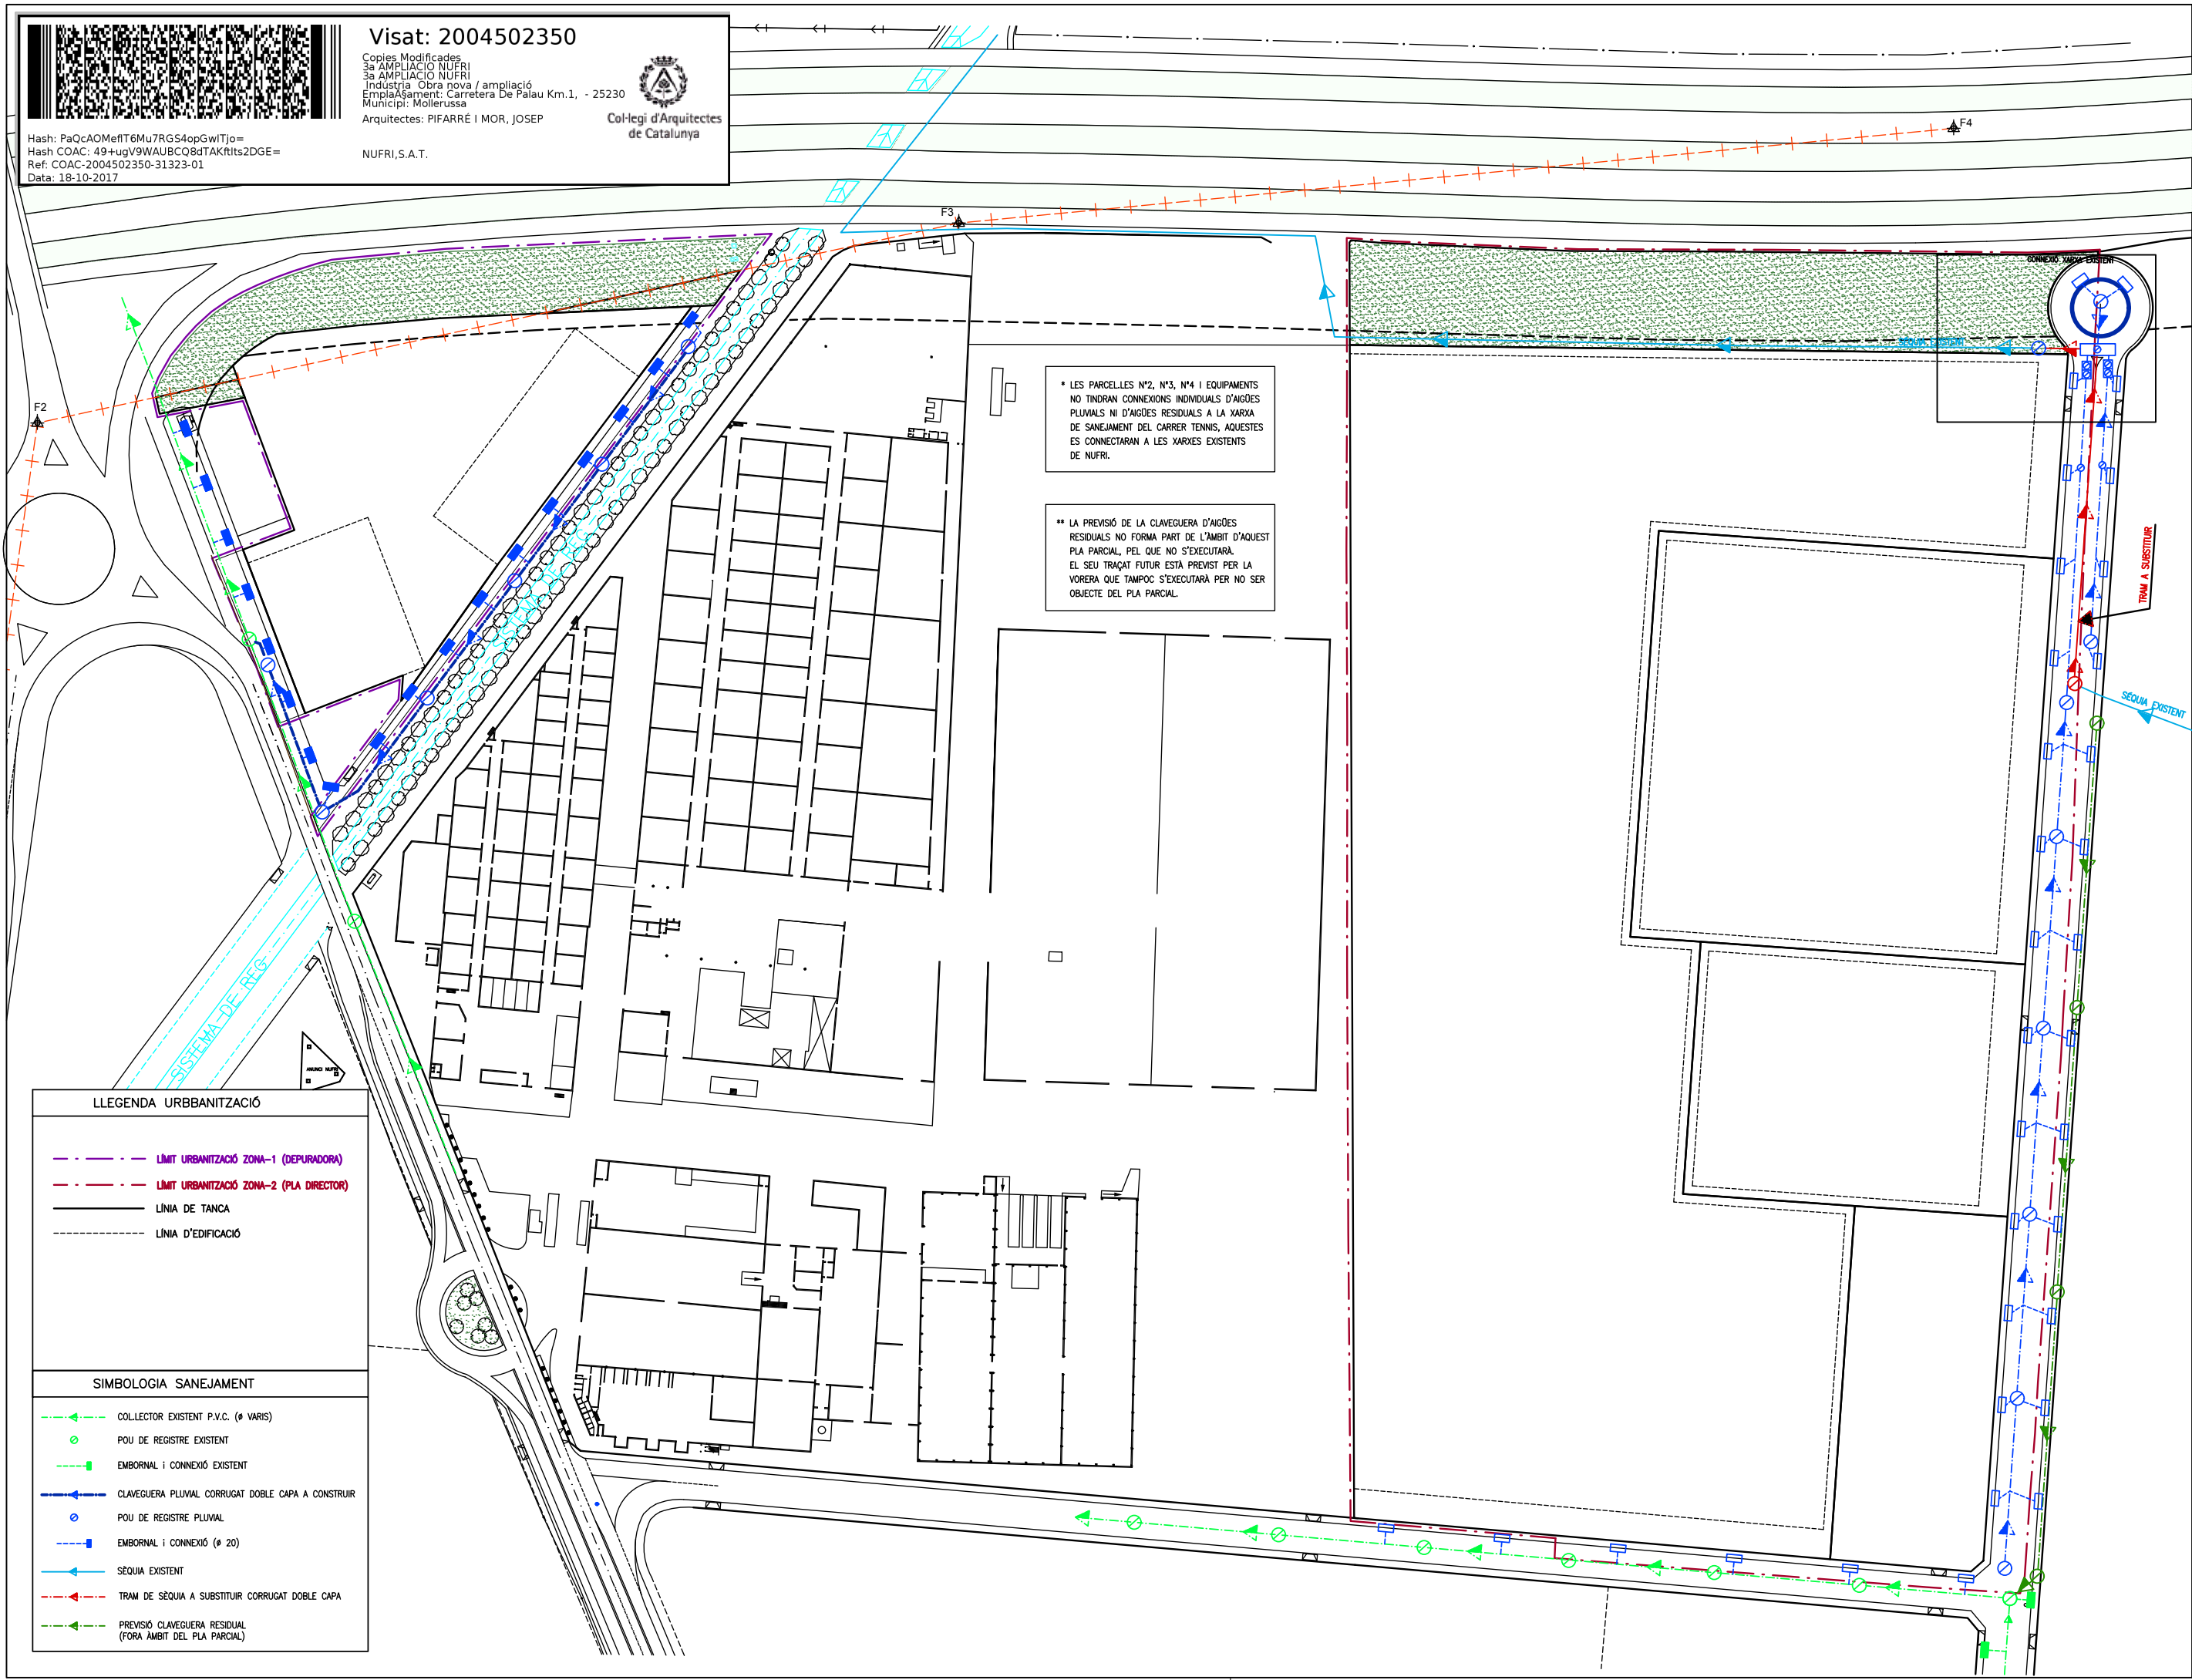 Visat: 2004502350
Copies Modificades
3a AMPLIACIO NUFRI
3a AMPLIACIO NUFRI
Indústria Obra nova / ampliació
EmplaÃ§ament: Carretera De Palau Km.1, - 25230
Municipi: Mollerussa
Arquitectes: PIFARRÉ I MOR, JOSEP
NUFRI,S.A.T.
Col·legi d'Arquitectes
de Catalunya
Hash: PaQcAOMeflT6Mu7RGS4opGwlTjo=
Hash COAC: 49+ugV9WAUBCQ8dTAKftIts2DGE=
Ref: COAC-2004502350-31323-01
Data: 18-10-2017
F4
F3
F2
CONNEXIÓ XARXA EXISTENT
SÈQUIA EXISTENT
* LES PARCEL.LES Nº2, Nº3, Nº4 I EQUIPAMENTS
NO TINDRAN CONNEXIONS INDIVIDUALS D'AIGÜES
PLUVIALS NI D'AIGÜES RESIDUALS A LA XARXA
DE SANEJAMENT DEL CARRER TENNIS, AQUESTES
ES CONNECTARAN A LES XARXES EXISTENTS
DE NUFRI.
** LA PREVISIÓ DE LA CLAVEGUERA D'AIGÜES
RESIDUALS NO FORMA PART DE L'ÀMBIT D'AQUEST
PLA PARCIAL, PEL QUE NO S'EXECUTARÀ.
EL SEU TRAÇAT FUTUR ESTÀ PREVIST PER LA
VORERA QUE TAMPOC S'EXECUTARÀ PER NO SER
OBJECTE DEL PLA PARCIAL.
TRAM A SUBSTITUIR
SÈQUIA EXISTENT
SISTEMA DE REG
SISTEMA DE REG
ANUNCI NUFRI
LLEGENDA URBBANITZACIÓ
LÍMIT URBANITZACIÓ ZONA-1 (DEPURADORA)
LÍMIT URBANITZACIÓ ZONA-2 (PLA DIRECTOR)
LÍNIA DE TANCA
LÍNIA D'EDIFICACIÓ
SIMBOLOGIA SANEJAMENT
COL.LECTOR EXISTENT P.V.C. (ø VARIS)
POU DE REGISTRE EXISTENT
EMBORNAL i CONNEXIÓ EXISTENT
CLAVEGUERA PLUVIAL CORRUGAT DOBLE CAPA A CONSTRUIR
POU DE REGISTRE PLUVIAL
EMBORNAL i CONNEXIÓ (ø 20)
SÈQUIA EXISTENT
TRAM DE SÈQUIA A SUBSTITUIR CORRUGAT DOBLE CAPA
PREVISIÓ CLAVEGUERA RESIDUAL
(FORA ÀMBIT DEL PLA PARCIAL)